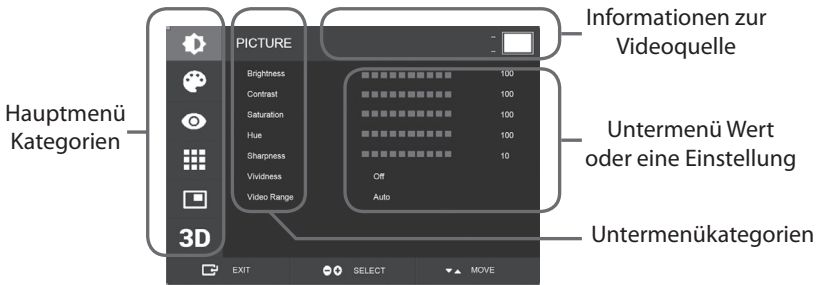 Informationen zur
Videoquelle
PICTURE
Brightness 100
Contrast 100
Saturation 100
Hue 100
Sharpness 10
Vividness Off
Video Range Auto
3D
EXIT SELECT MOVE
Hauptmenü
Kategorien
Untermenü Wert
oder eine Einstellung
Untermenükategorien